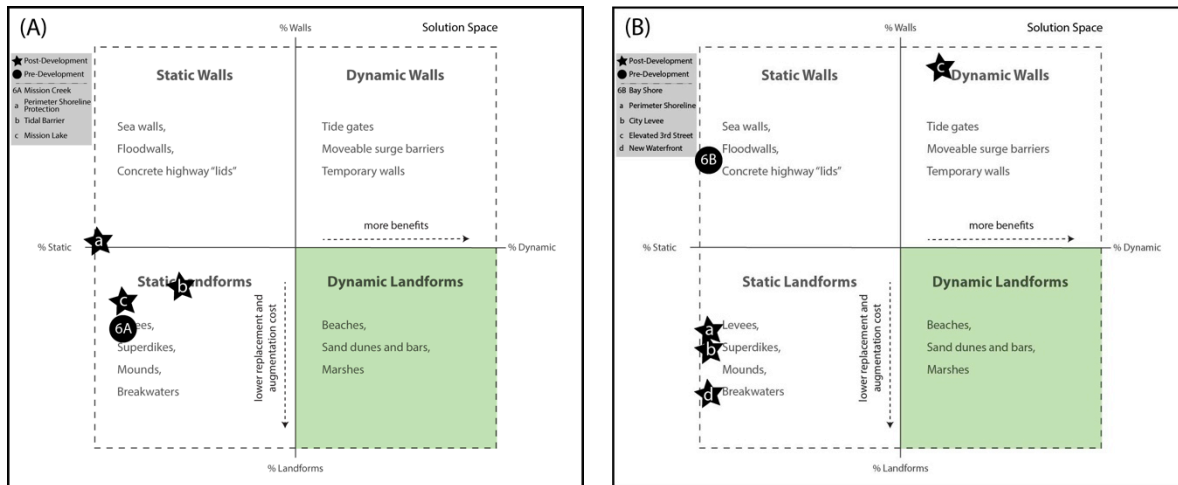 (A)
% Walls
Solution Space
Post-Development
Pre-Development
6A Mission Creek
a Perimeter Shoreline
Protection
b Tidal Barrier
c Mission Lake
Static Walls
Dynamic Walls
Sea walls,
Floodwalls,
Concrete highway "lids"
Tide gates
Moveable surge barriers
Temporary walls
more benefits
a
% Static
% Dynamic
Static
b
c
6A
Superdikes,
Mounds,
Breakwaters
lower replacement and
augmentation cost
Dynamic Landforms
Beaches,
Sand dunes and bars,
Marshes
% Landforms
(B)
% Walls
Solution Space
Post-Development
Pre-Development
6B Bay Shore
a Perimeter Shoreline
b City Levee
c Elevated 3rd Street
d New Waterfront
Static Walls
c
Dynamic Walls
Sea walls,
6B
Floodwalls,
Concrete highway "lids"
Tide gates
Moveable surge barriers
Temporary walls
more benefits
% Static
% Dynamic
Static Landforms
a
Levees,
b
Superdikes,
Mounds,
d
Breakwaters
lower replacement and
augmentation cost
Dynamic Landforms
Beaches,
Sand dunes and bars,
Marshes
% Landforms